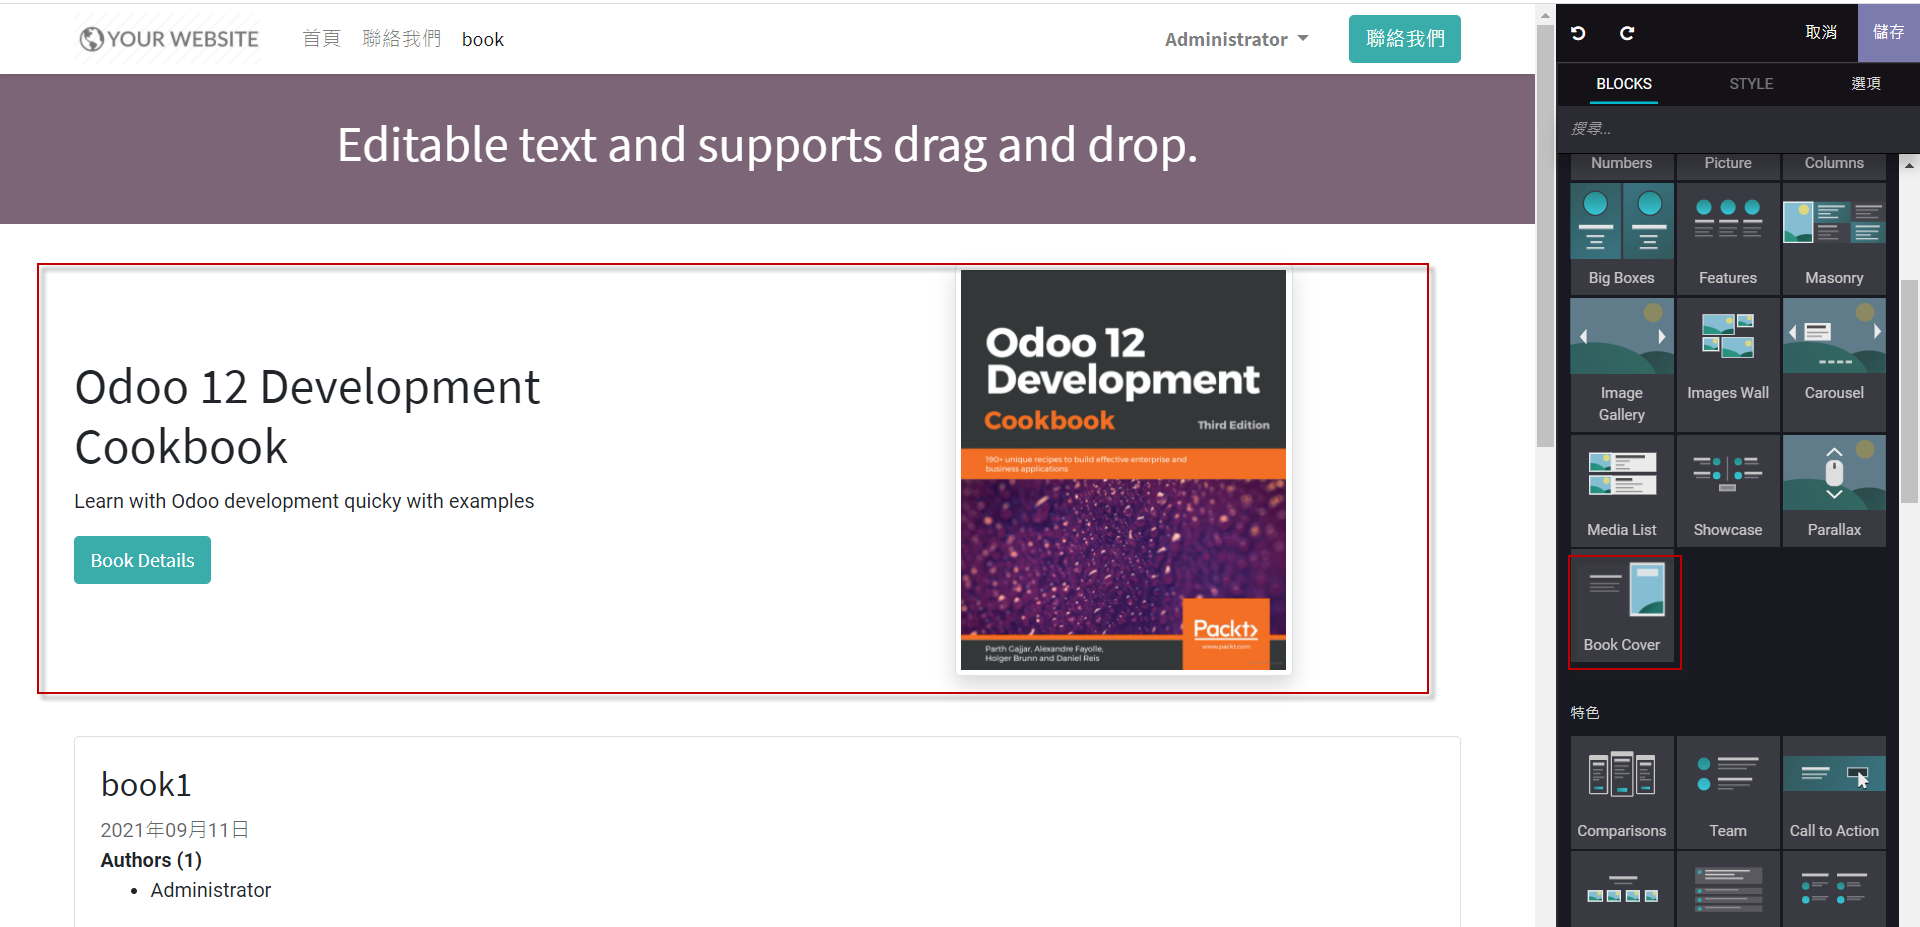 YOUR WEBSITE
首頁
聯絡我們
book
Administrator
聯絡我們
Editable text and supports drag and drop.
Odoo 12 Development
Cookbook
Learn with Odoo development quicky with examples
Book Details
Odoo 12
Development
Cookbook
Third Edition
190+ unique recipes to build effective enterprise and
business applications
Packt>
www.packt.com
Parth Gajjar, Alexandre Fayolle,
Holger Brunn and Daniel Reis
book1
2021年09月11日
Authors (1)
• Administrator
取消
儲存
BLOCKS
STYLE
選項
搜尋...
Numbers
Picture
Columns
Big Boxes
Features
Masonry
Image
Gallery
Images Wall
Carousel
Media List
Showcase
Parallax
Book Cover
特色
Comparisons
Team
Call to Action